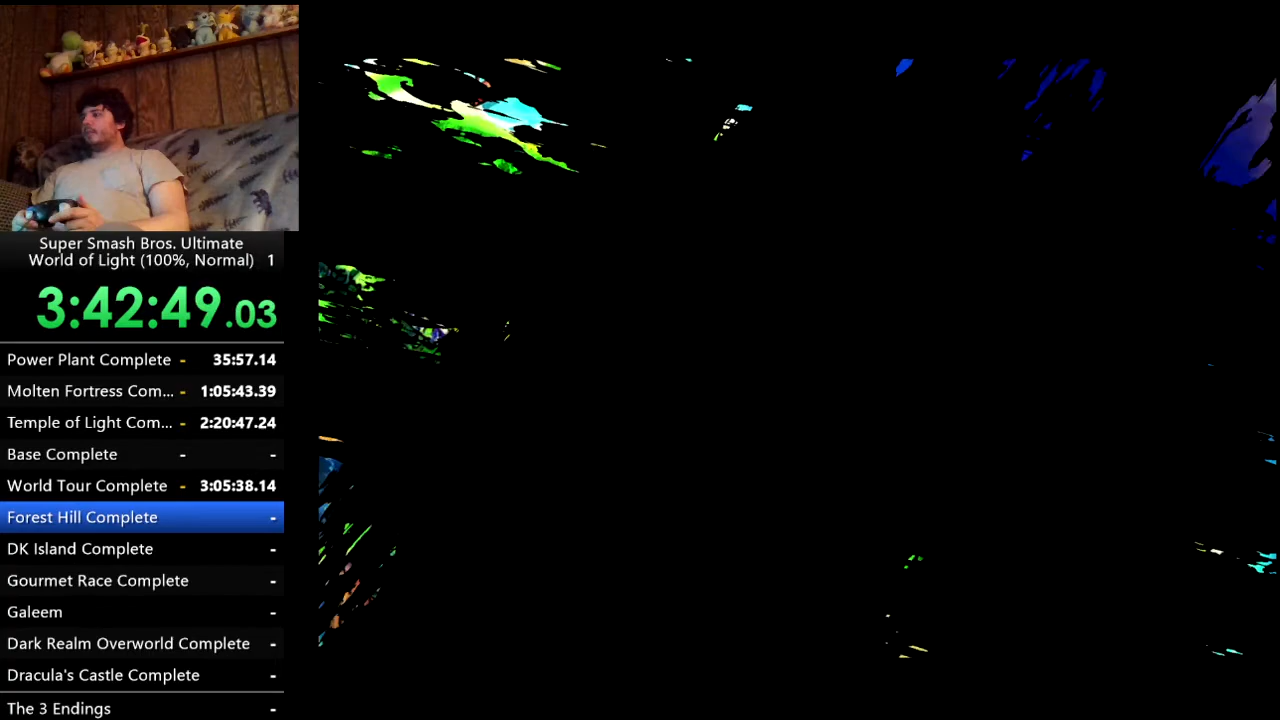 Super Smash Bros. Ultimate
World of Light (100%, Normal) 1
3:42:49.03
Power Plant Complete - 35:57.14
Molten Fortress Com... - 1:05:43.39
Temple of Light Com... - 2:20:47.24
Base Complete - -
World Tour Complete - 3:05:38.14
Forest Hill Complete -
DK Island Complete -
Gourmet Race Complete -
Galeem -
Dark Realm Overworld Complete -
Dracula's Castle Complete -
The 3 Endings -